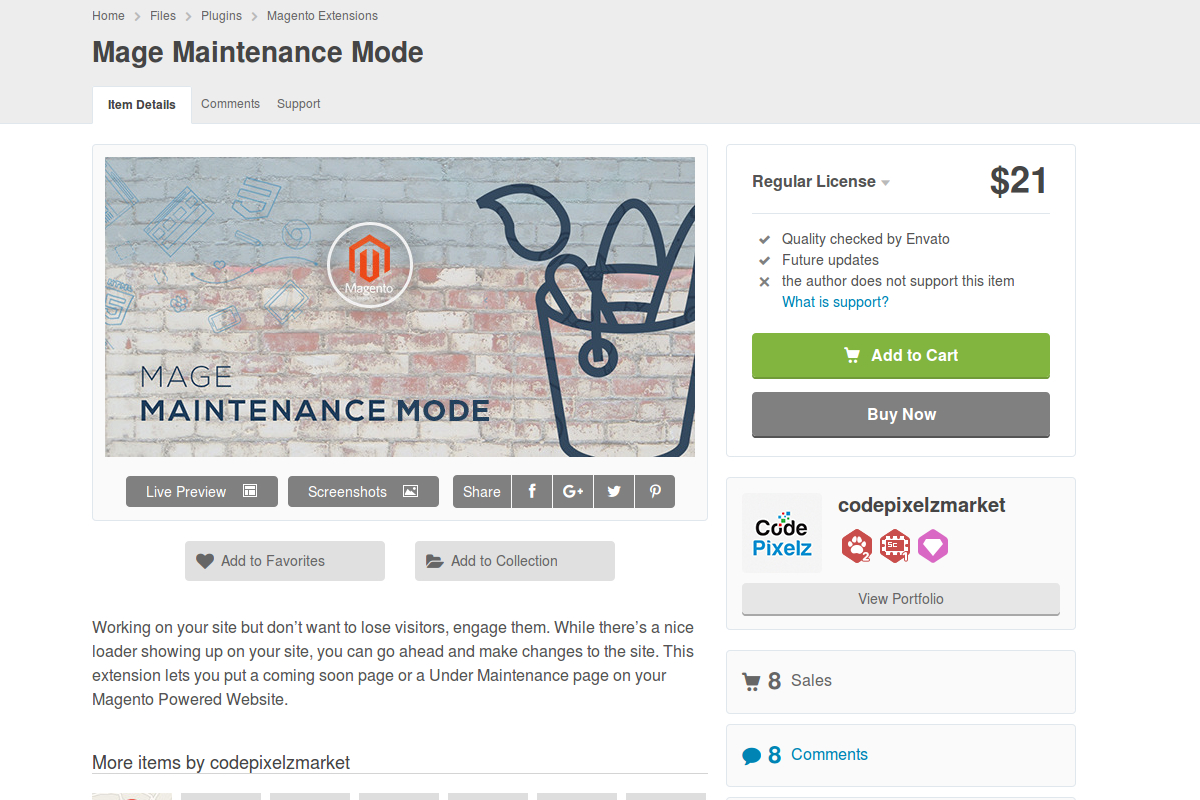 Home Files Plugins Magento Extensions
Mage Maintenance Mode
Item Details Comments Support
Magento
MAGE
MAINTENANCE MODE
Live Preview Screenshots Share f G+
Add to Favorites Add to Collection
Working on your site but don’t want to lose visitors, engage them. While there’s a nice
loader showing up on your site, you can go ahead and make changes to the site. This
extension lets you put a coming soon page or a Under Maintenance page on your
Magento Powered Website.
More items by codepixelzmarket
Regular License $21
Quality checked by Envato
Future updates
the author does not support this item
What is support?
Add to Cart
Buy Now
Code
Pixelz
codepixelzmarket
2 SC 1
View Portfolio
8 Sales
8 Comments